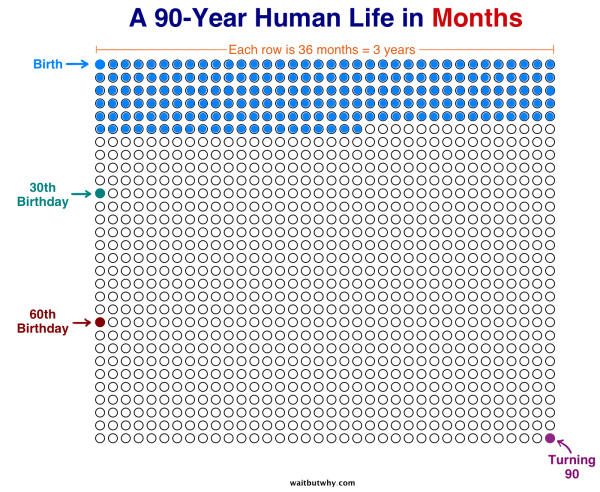 A 90-Year Human Life in Months
Each row is 36 months = 3 years
Birth
30th
Birthday
60th
Birthday
Turning
90
waitbutwhy.com